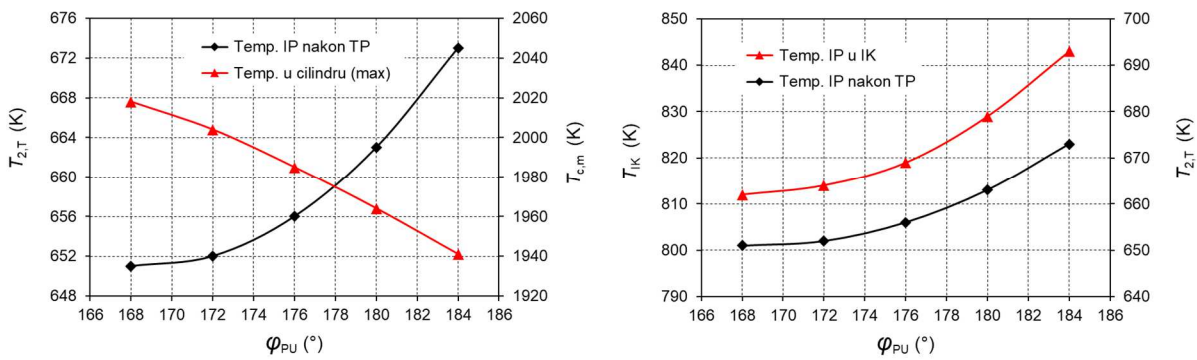 676
672
668
664
660
656
652
648
T2,T (K)
Temp. IP nakon TP
Temp. u cilindru (max)
2060
2040
2020
2000
1980
1960
1940
1920
Tc,m (K)
166 168 170 172 174 176 178 180 182 184 186
φPU (°)
850
840
830
820
810
800
790
TIK (K)
Temp. IP u IK
Temp. IP nakon TP
700
690
680
670
660
650
640
T2,T (K)
166 168 170 172 174 176 178 180 182 184 186
φPU (°)